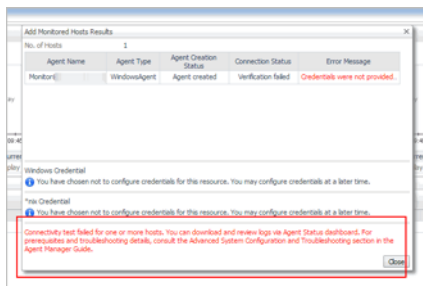 Add Monitored Hosts Results
No. of Hosts 1
Agent Name Agent Type Agent Creation Status Connection Status Error Message
Monitori WindowsAgent Agent created Verification failed Credentials were not provided.
Windows Credential
You have chosen not to configure credentials for this resource. You may configure credentials at a later time.
*nix Credential
You have chosen not to configure credentials for this resource. You may configure credentials at a later time.
Connectivity test failed for one or more hosts. You can download and review logs via Agent Status dashboard. For
prerequisites and troubleshooting details, consult the Advanced System Configuration and Troubleshooting section in the
Agent Manager Guide.
Close